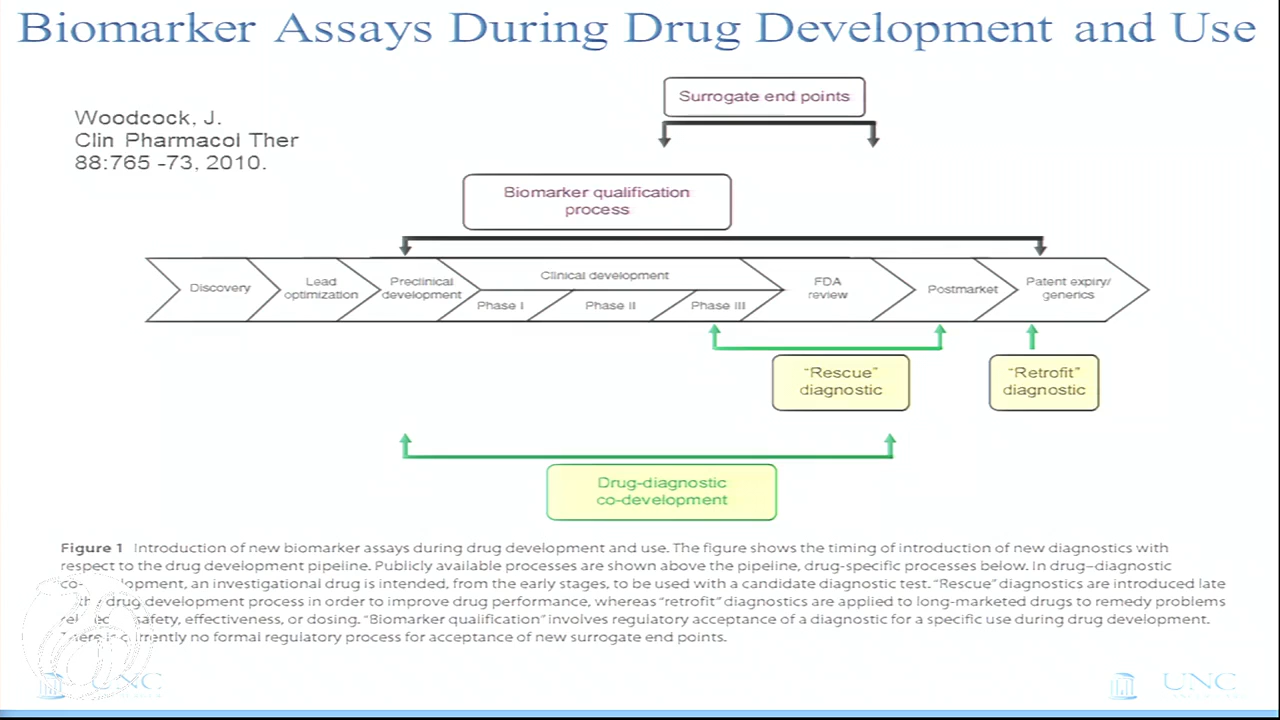 Biomarker Assays During Drug Development and Use
Woodcock, J.
Clin Pharmacol Ther
88:765 -73, 2010.
Surrogate end points
Biomarker qualification
process
Discovery
Lead
optimization
Preclinical
development
Clinical development
Phase I
Phase II
Phase III
FDA
review
Postmarket
Patent expiry/
generics
"Rescue"
diagnostic
"Retrofit"
diagnostic
Drug-diagnostic
co-development
Figure 1 Introduction of new biomarker assays during drug development and use. The figure shows the timing of introduction of new diagnostics with
respect to the drug development pipeline. Publicly available processes are shown above the pipeline, drug-specific processes below. In drug–diagnostic
co- opment, an investigational drug is intended, from the early stages, to be used with a candidate diagnostic test. "Rescue" diagnostics are introduced late
drug development process in order to improve drug performance, whereas "retrofit" diagnostics are applied to long-marketed drugs to remedy problems
safety, effectiveness, or dosing. "Biomarker qualification" involves regulatory acceptance of a diagnostic for a specific use during drug development.
There is currently no formal regulatory process for acceptance of new surrogate end points.
UNC
UNC